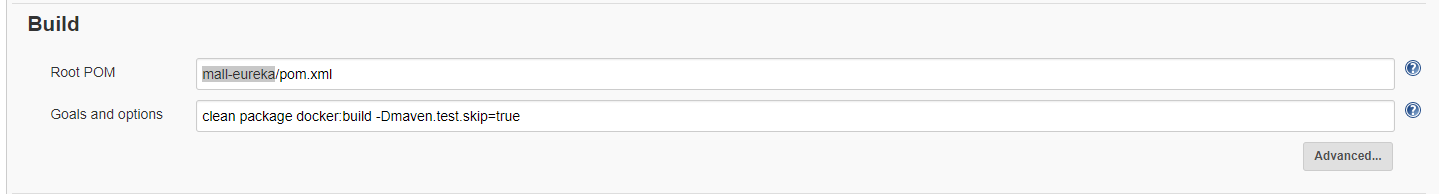 Build
Root POM
mall-eureka/pom.xml
Goals and options
clean package docker:build -Dmaven.test.skip=true
Advanced...